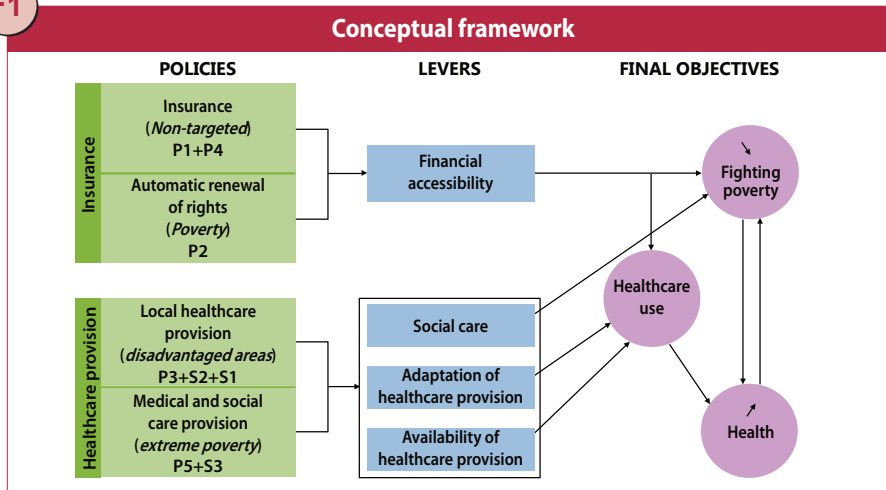 F1
Conceptual framework
POLICIES
LEVERS
FINAL OBJECTIVES
Insurance
Insurance
(Non-targeted)
P1+P4
Automatic renewal
of rights
(Poverty)
P2
Financial
accessibility
Fighting
poverty
Healthcare
use
Healthcare provision
Local healthcare
provision
(disadvantaged areas)
P3+S2+S1
Medical and social
care provision
(extreme poverty)
P5+S3
Social care
Adaptation of
healthcare provision
Availability of
healthcare provision
Health